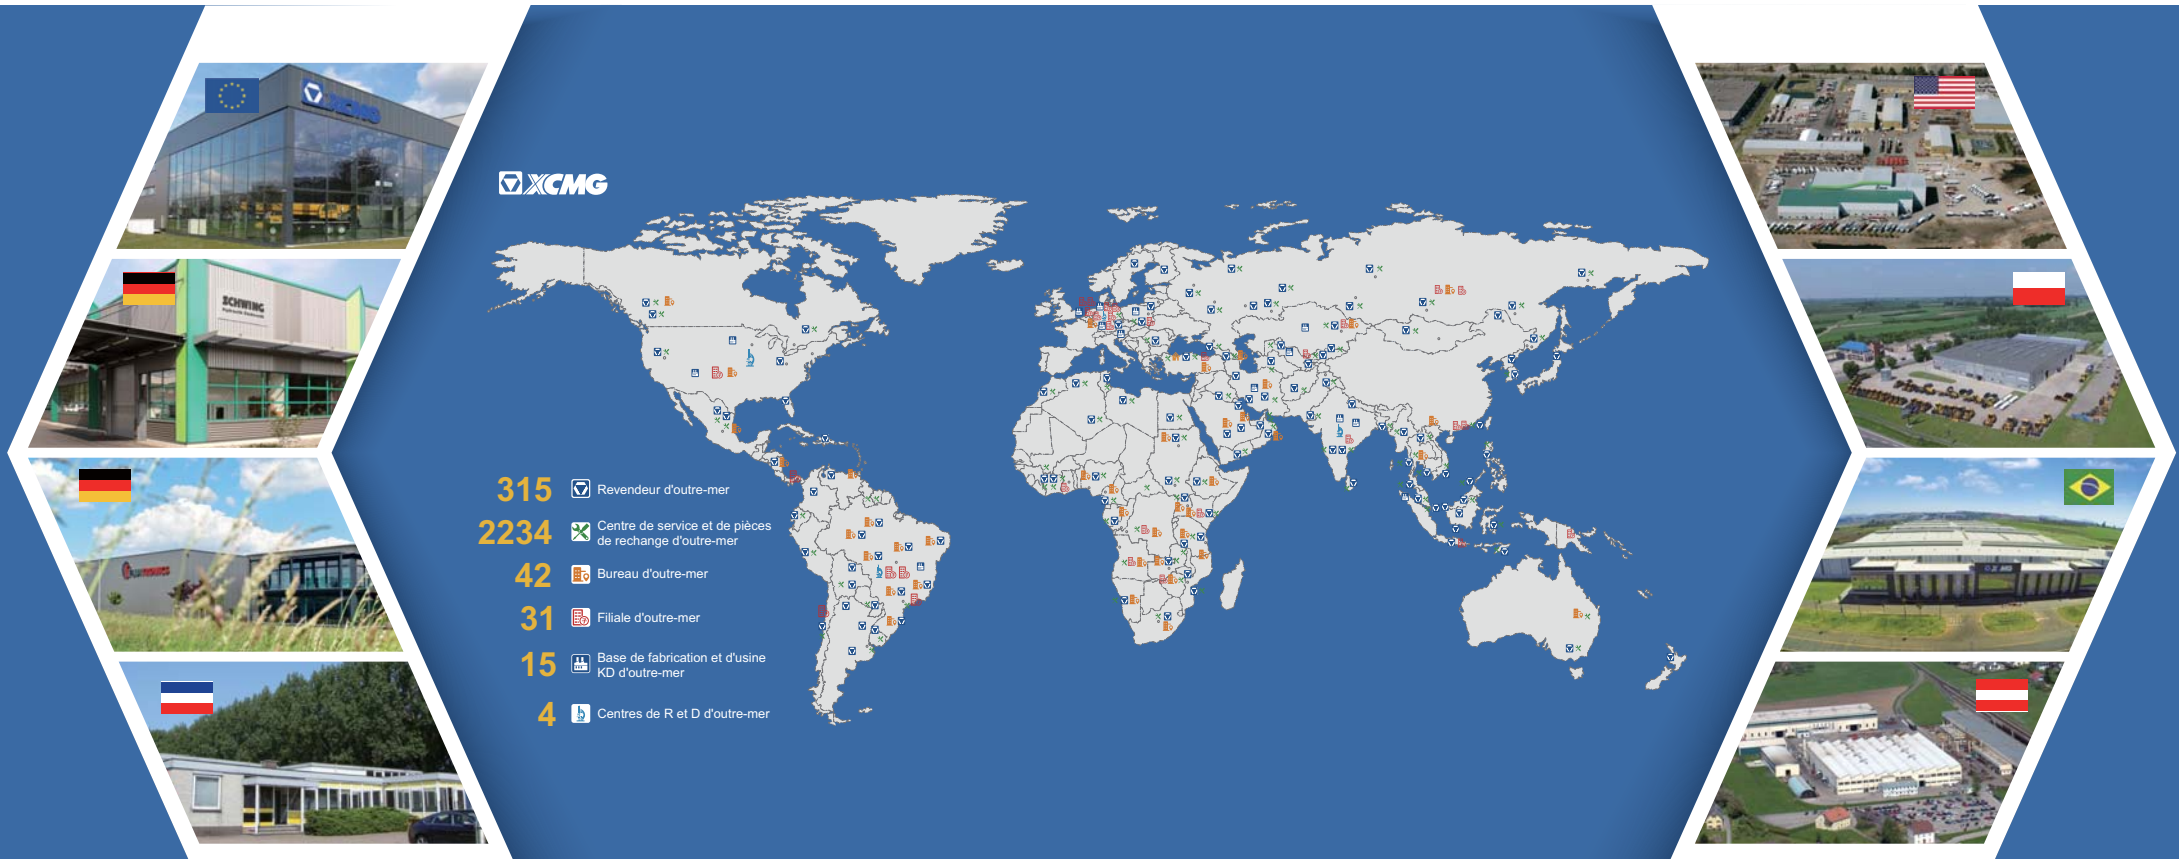 XCMG
SCHWING
XCMG
315 Revendeur d'outre-mer
2234 Centre de service et de pièces
de rechange d'outre-mer
42 Bureau d'outre-mer
31 Filiale d'outre-mer
15 Base de fabrication et d'usine
KD d'outre-mer
4 Centres de R et D d'outre-mer